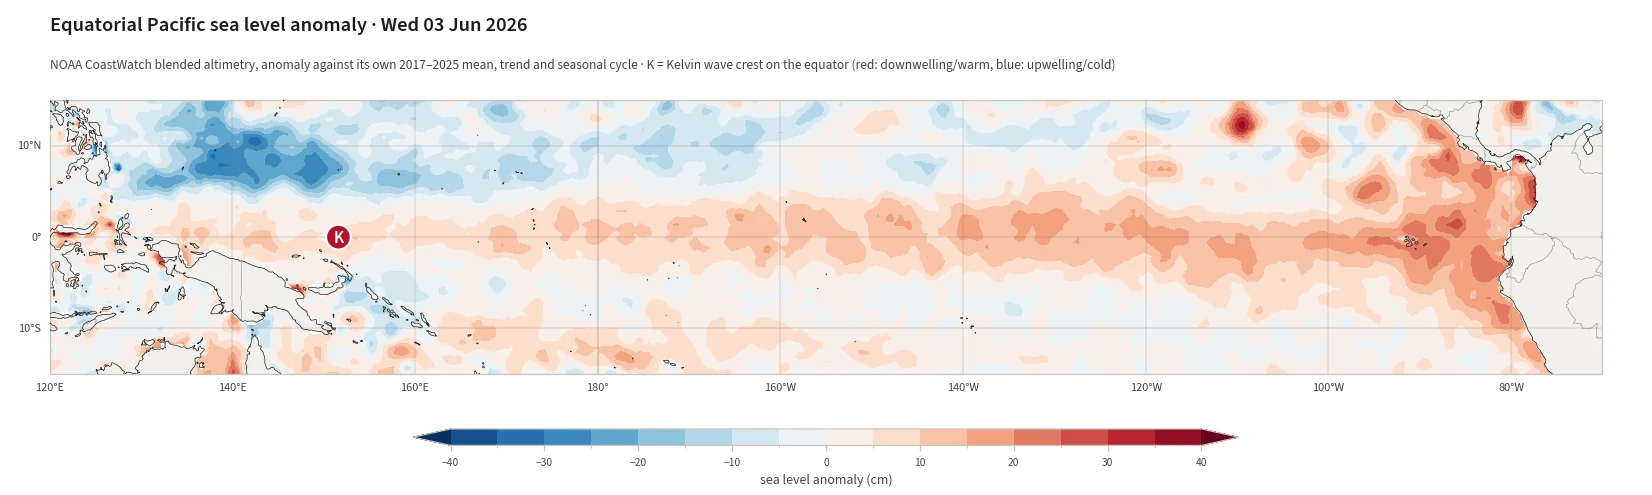 Equatorial Pacific sea level anomaly · Wed 03 Jun 2026
NOAA CoastWatch blended altimetry, anomaly against its own 2017–2025 mean, trend and seasonal cycle · K = Kelvin wave crest on the equator (red: downwelling/warm, blue: upwelling/cold)
10°N
0°
K
10°S
120°E 140°E 160°E 180° 160°W 140°W 120°W 100°W 80°W
−40 −30 −20 −10 0 10 20 30 40
sea level anomaly (cm)